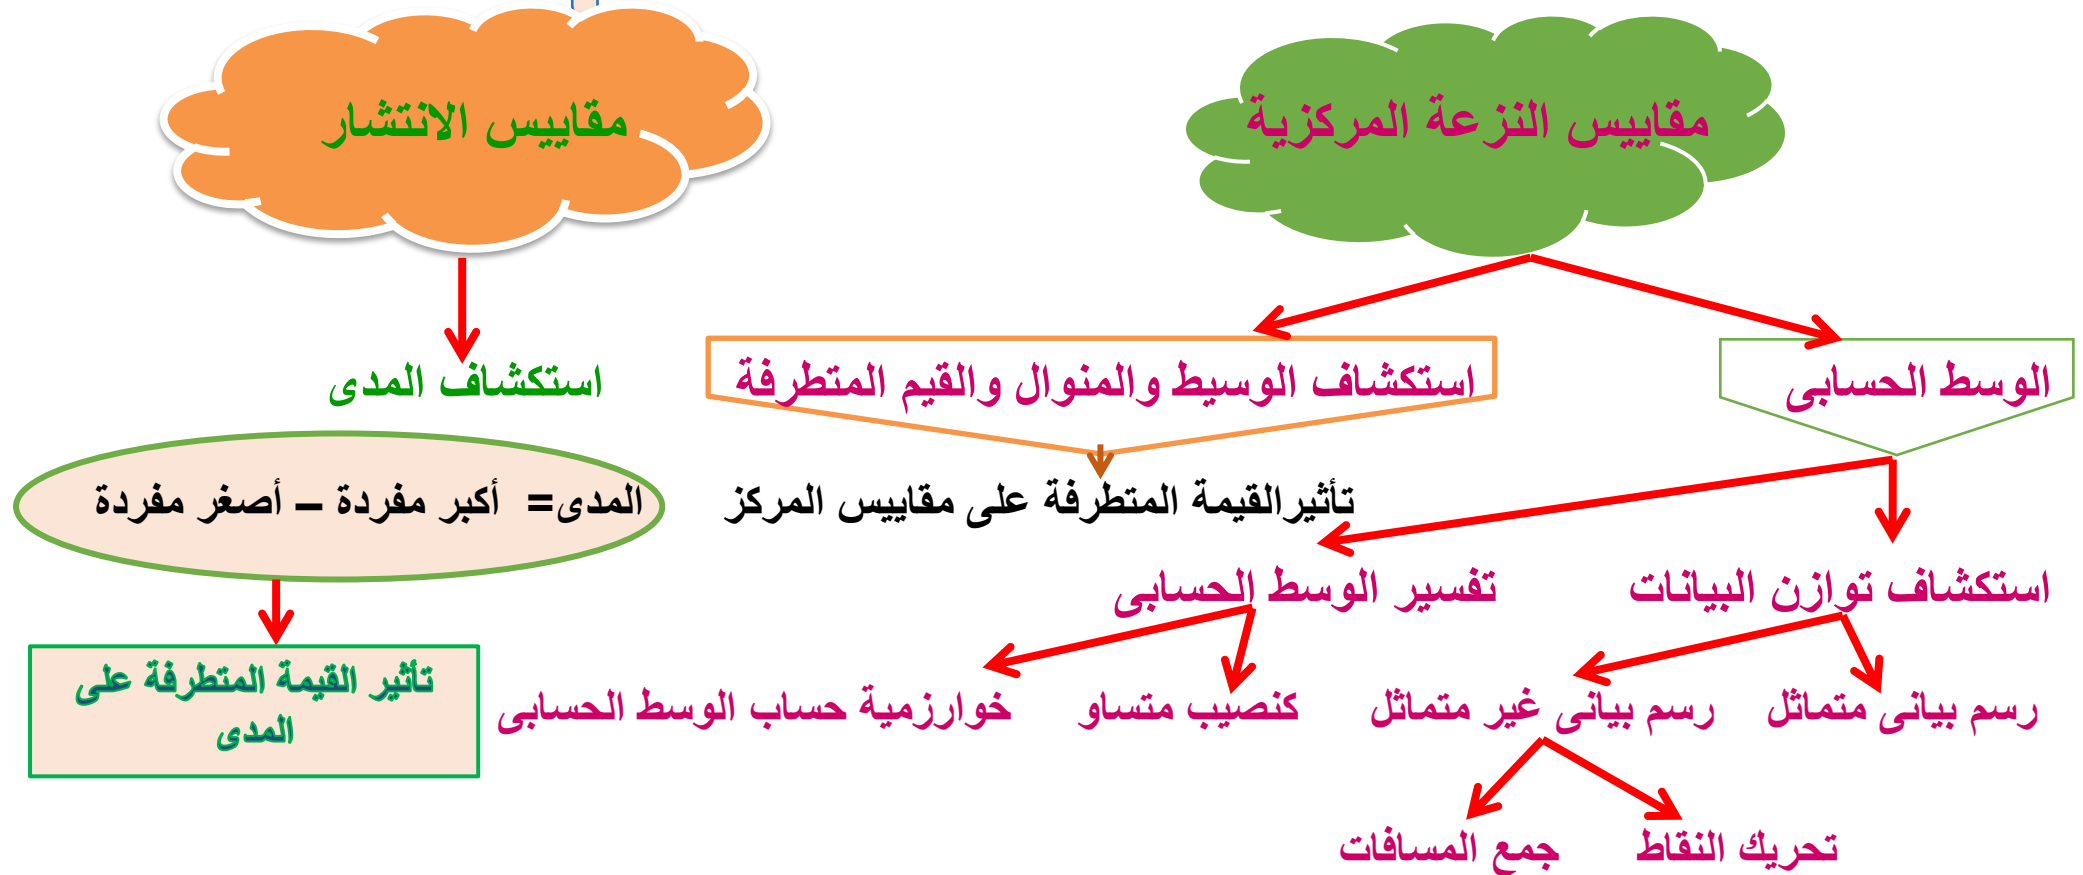 مقاييس النزعة المركزية
مقاييس الانتشار
الوسط الحسابى
استكشاف الوسيط والمنوال والقيم المتطرفة
استكشاف المدى
تأثيرالقيمة المتطرفة على مقاييس المركز
المدى= أكبر مفردة – أصغر مفردة
استكشاف توازن البيانات
تفسير الوسط الحسابى
رسم بيانى متماثل
رسم بيانى غير متماثل
كنصيب متساو
خوارزمية حساب الوسط الحسابى
تأثير القيمة المتطرفة على
المدى
تحريك النقاط
جمع المسافات